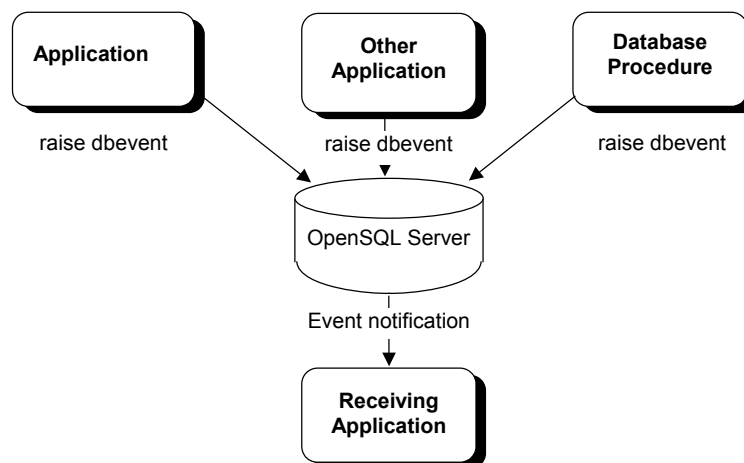 Application
Other
Application
Database
Procedure
raise dbevent
raise dbevent
raise dbevent
OpenSQL Server
Event notification
Receiving
Application